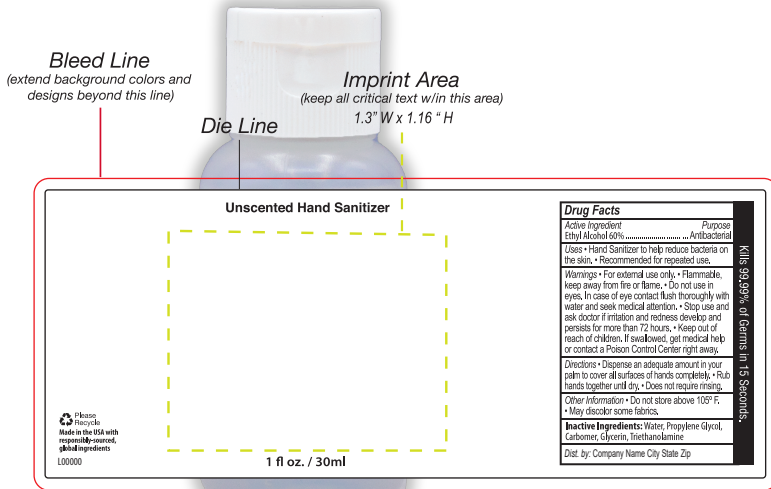 Bleed Line
(extend background colors and
designs beyond this line)
Die Line
Imprint Area
(keep all critical text w/in this area)
1.3” W x 1.16 “ H
Unscented Hand Sanitizer
Please
Recycle
Made in the USA with
responsibly-sourced,
global ingredients
L00000
1 fl oz. / 30ml
Drug Facts
Active Ingredient Purpose
Ethyl Alcohol 60% ........................ ... Antibacterial
Uses • Hand Sanitizer to help reduce bacteria on
the skin. • Recommended for repeated use.
Warnings • For external use only. • Flammable,
keep away from fire or flame. • Do not use in
eyes. In case of eye contact flush thoroughly with
water and seek medical attention. • Stop use and
ask doctor if irritation and redness develop and
persists for more than 72 hours. • Keep out of
reach of children. If swallowed, get medical help
or contact a Poison Control Center right away.
Directions • Dispense an adequate amount in your
palm to cover all surfaces of hands completely. • Rub
hands together until dry. • Does not require rinsing.
Other Information • Do not store above 105º F.
• May discolor some fabrics.
Inactive Ingredients: Water, Propylene Glycol,
Carbomer, Glycerin, Triethanolamine
Dist. by: Company Name City State Zip
Kills 99.99% of Germs in 15 Seconds.